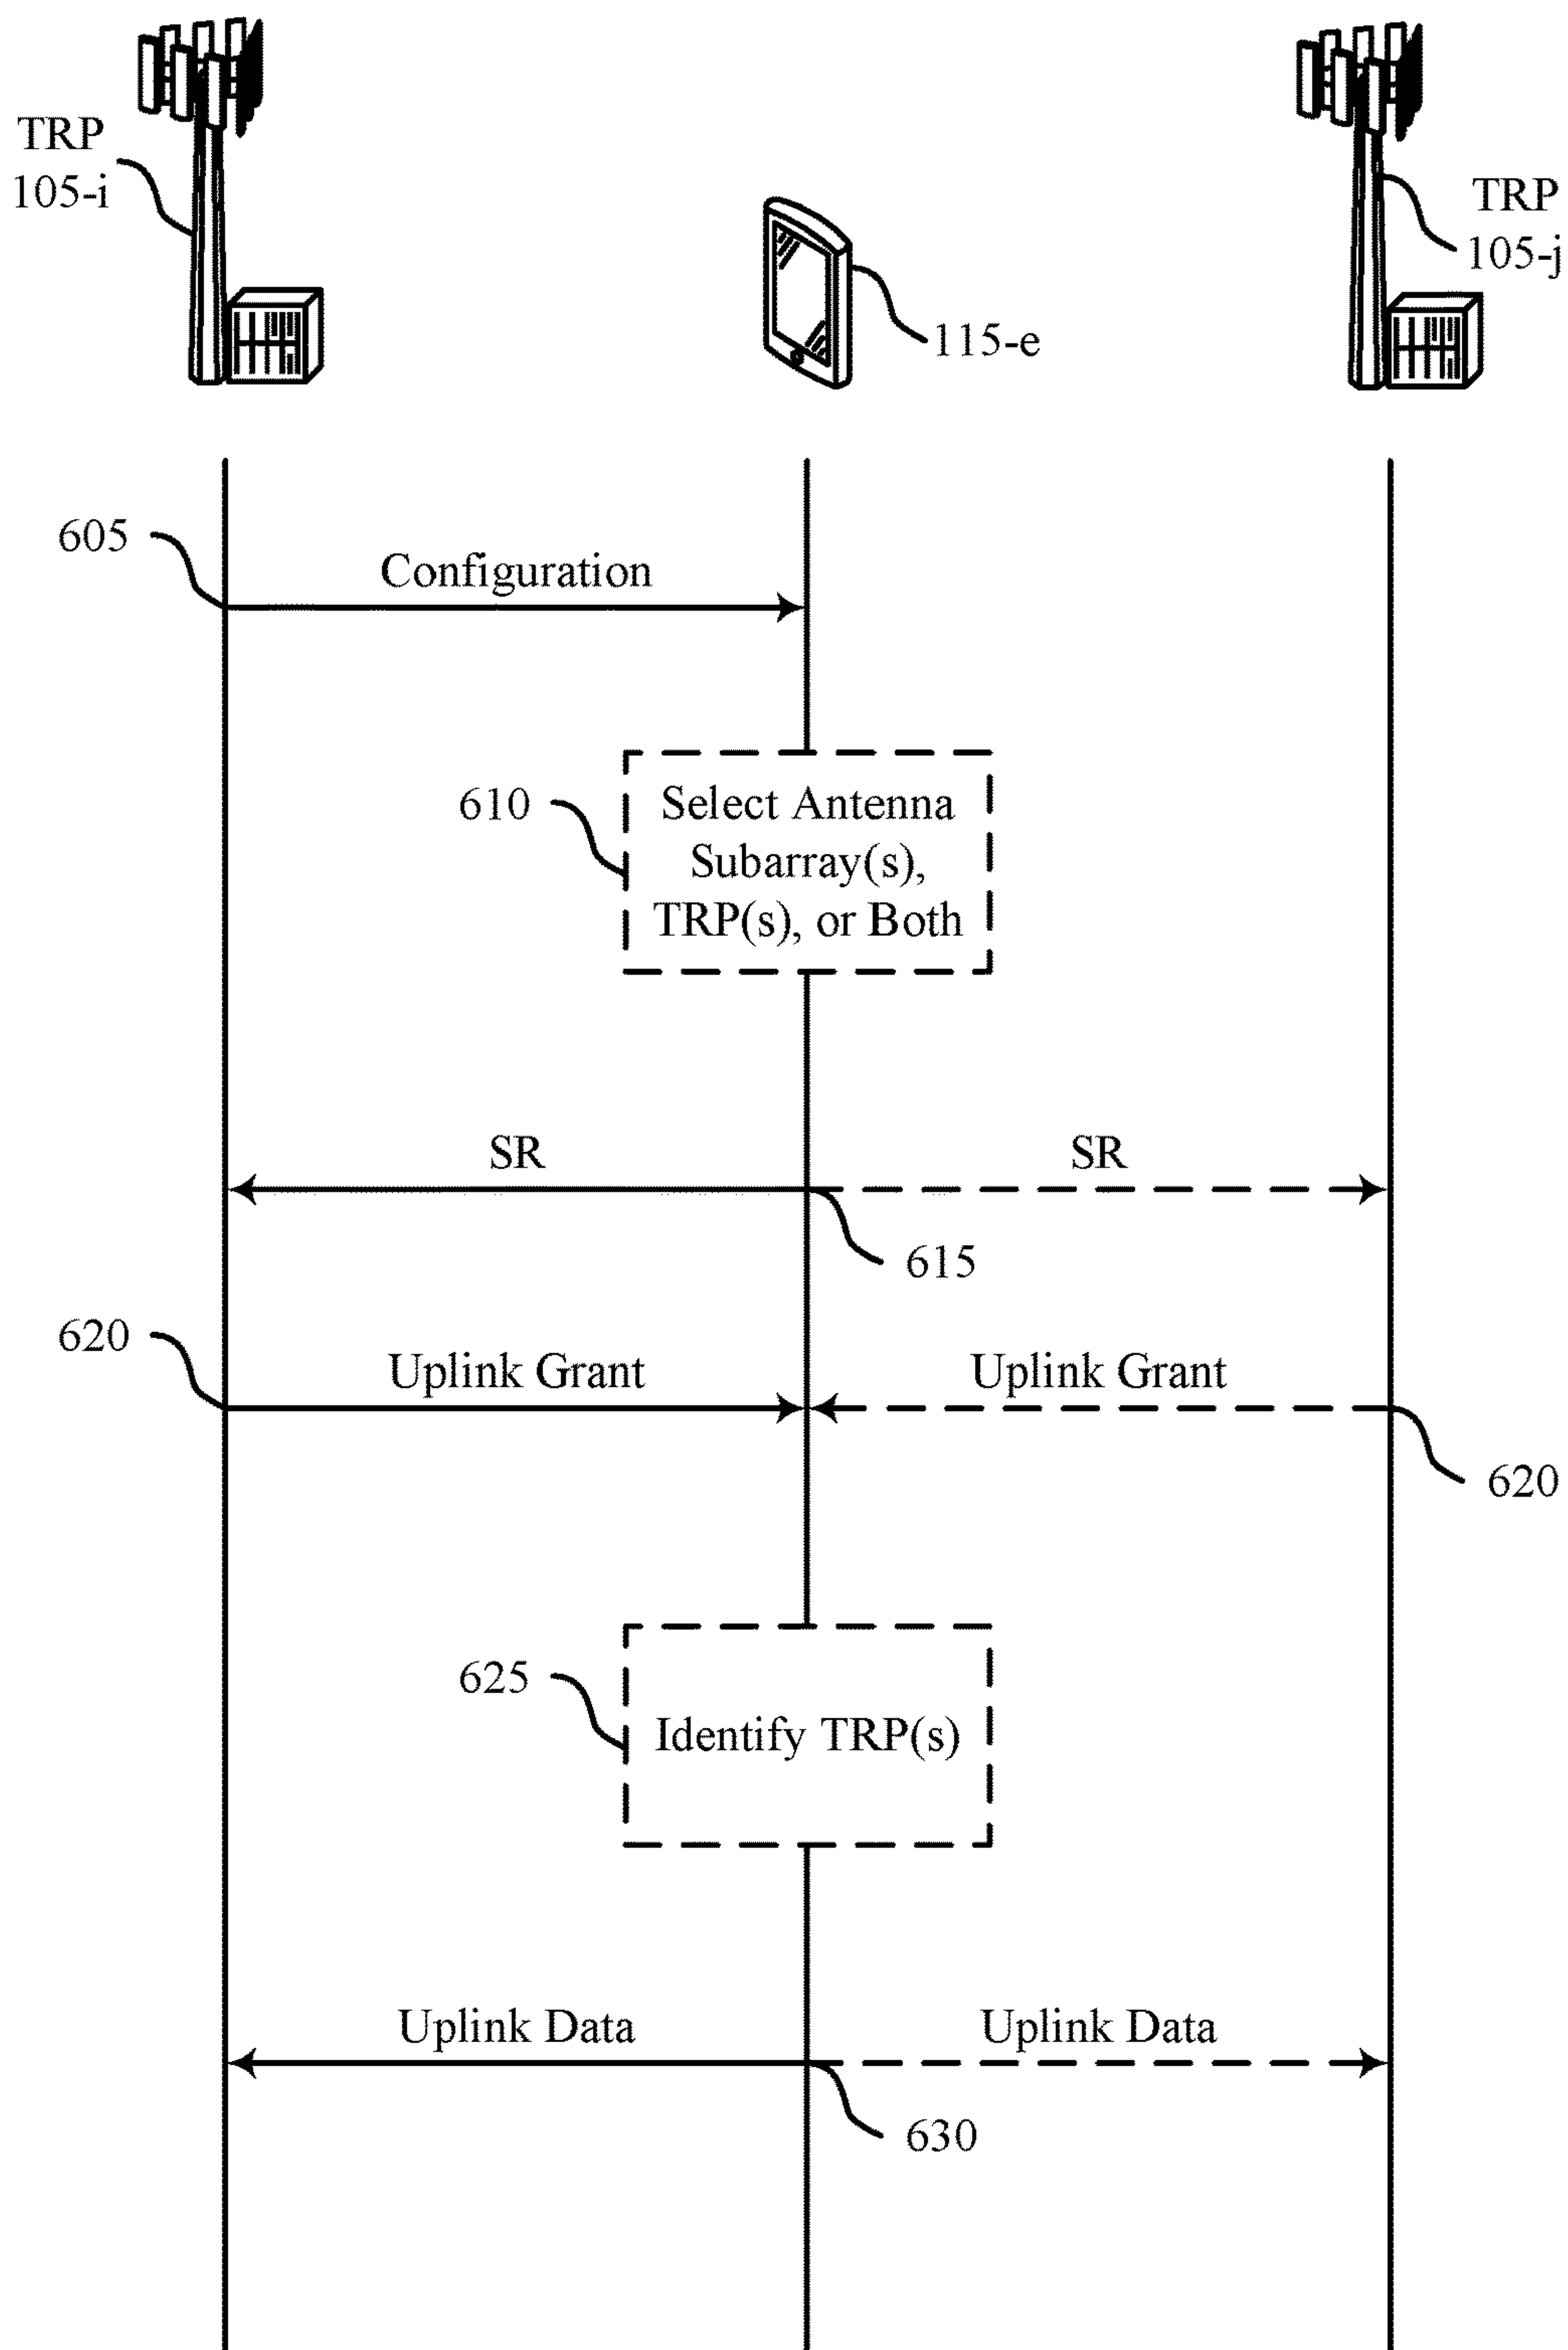 TRP
105-i
TRP
105-j
115-e
605
Configuration
610
Select Antenna
Subarray(s),
TRP(s), or Both
SR
SR
615
620
Uplink Grant
Uplink Grant
620
625
Identify TRP(s)
Uplink Data
Uplink Data
630